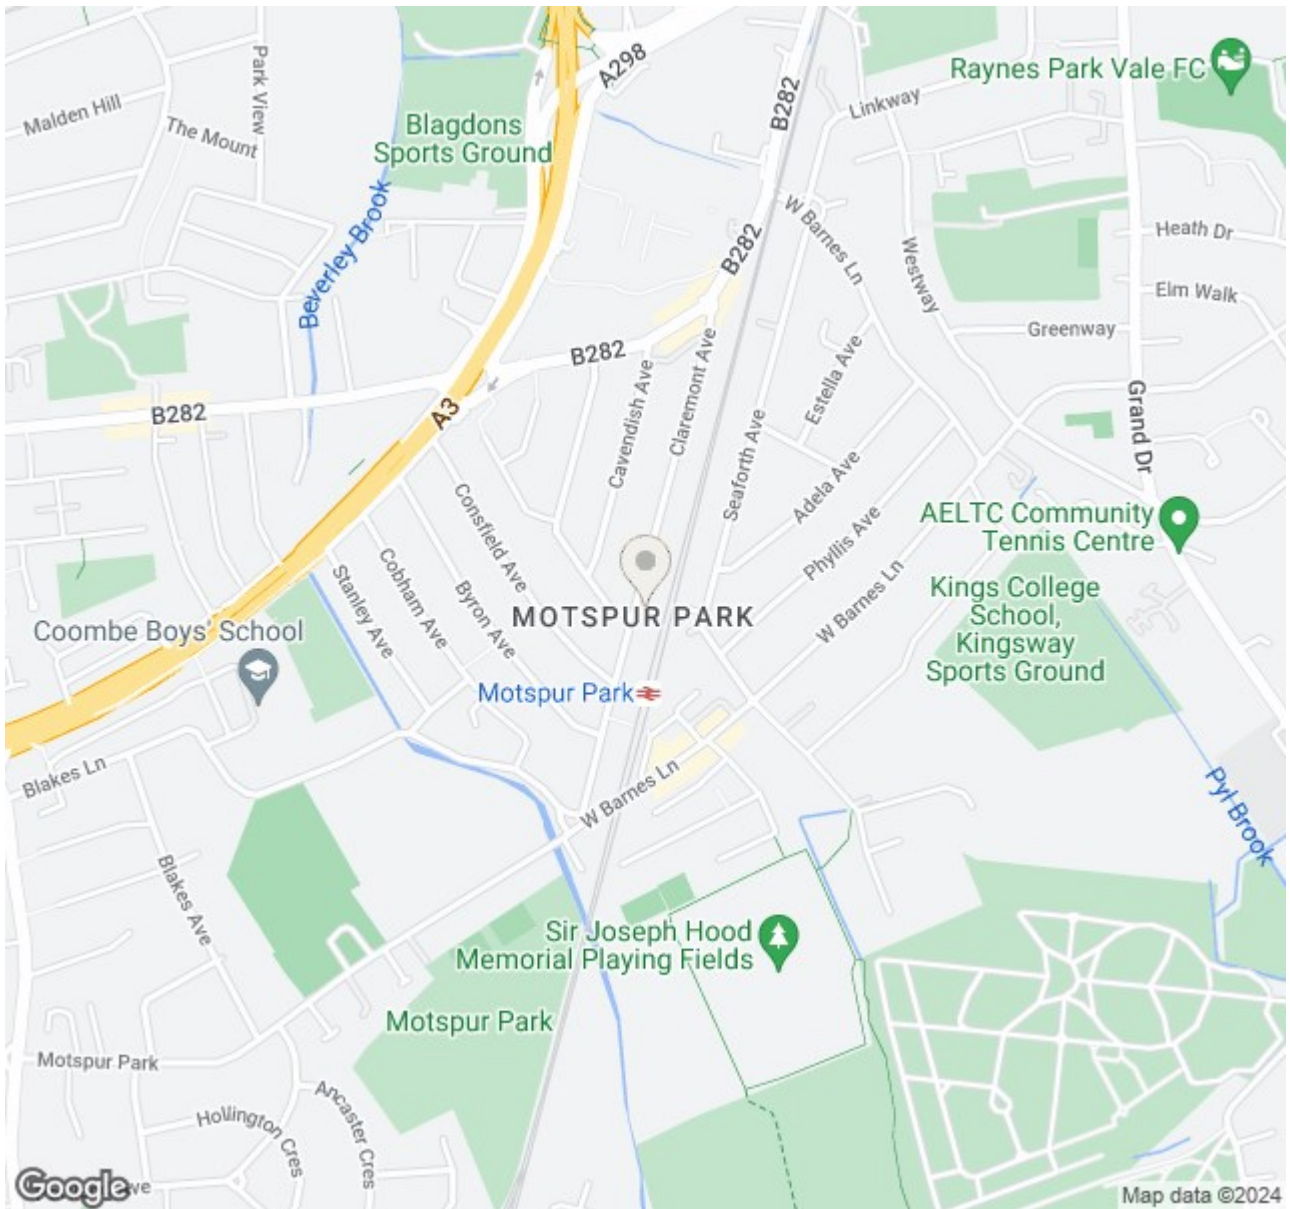 Park View
A298
Raynes Park Vale FC
Malden Hill
The Mount
B282
Linkway
Blagdons
Sports Ground
Beverley Brook
W Barnes Ln
B282
Westway
Heath Dr
Elm Walk
Greenway
B282
Cavendish Ave
Claremont Ave
Estella Ave
B282
A3
Grand Dr
Seaforth Ave
Adela Ave
Consfield Ave
AELTC Community
Tennis Centre
Phyllis Ave
Cobham Ave
Stanley Ave
Byron Ave
W Barnes Ln
Kings College
School,
Kingsway
Sports Ground
MOTSPUR PARK
Coombe Boys' School
Motspur Park
Blakes Ln
W Barnes Ln
Pyl Brook
Blakes Ave
Sir Joseph Hood
Memorial Playing Fields
Motspur Park
Motspur Park
Ancaster Cres
Hollington Cres
Google
Map data ©2024